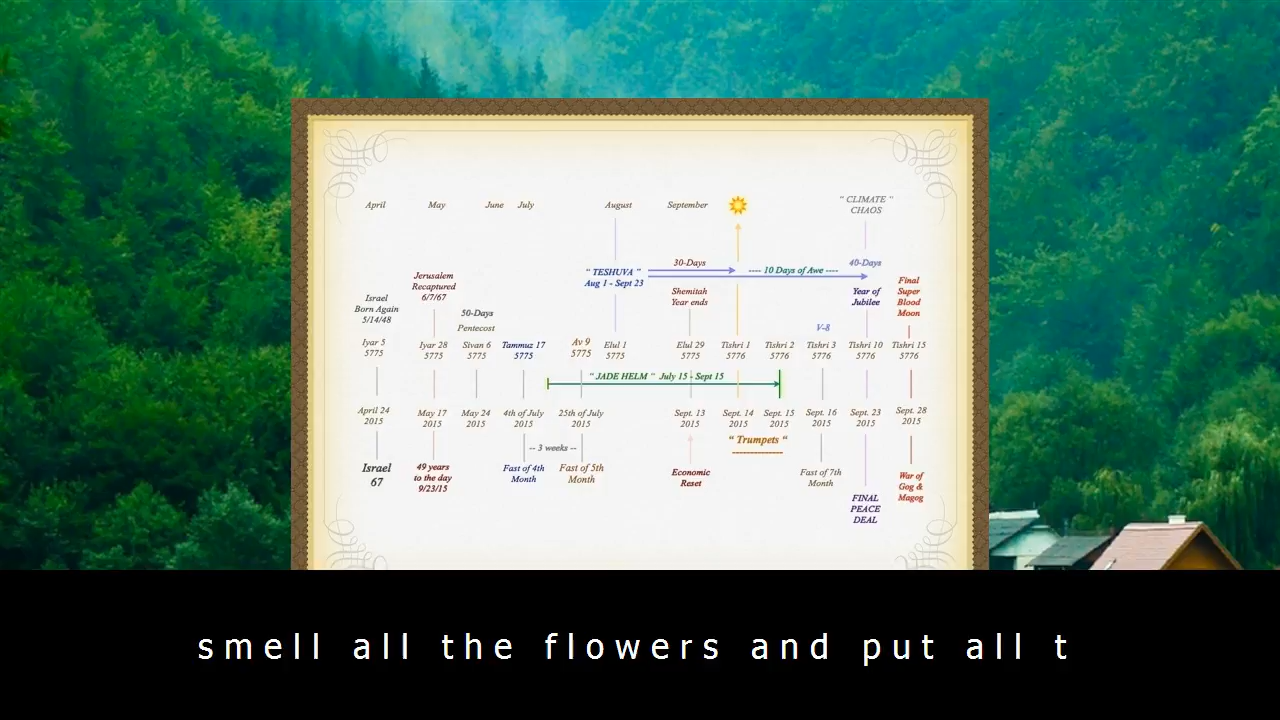 April May June July August September " CLIMATE "
CHAOS
" TESHUVA "
Aug 1 - Sept 23
30-Days
---- 10 Days of Awe ----
40-Days
Israel
Born Again
5/14/48
Jerusalem
Recaptured
6/7/67
50-Days
Pentecost
Shemitah
Year ends
V-8
Year of
Jubilee
Final
Super
Blood
Moon
Iyar 5
5775
Iyar 28
5775
Sivan 6
5775
Tammuz 17
5775
Av 9
5775
Elul 1
5775
Elul 29
5775
Tishri 1
5776
Tishri 2
5776
Tishri 3
5776
Tishri 10
5776
Tishri 15
5776
" JADE HELM " July 15 - Sept 15
April 24
2015
May 17
2015
May 24
2015
4th of July
2015
25th of July
2015
Sept. 13
2015
Sept. 14
2015
Sept. 15
2015
Sept. 16
2015
Sept. 23
2015
Sept. 28
2015
Israel
67
49 years
to the day
9/23/15
-- 3 weeks --
Fast of 4th
Month
Fast of 5th
Month
Economic
Reset
" Trumpets "
--------------
Fast of 7th
Month
FINAL
PEACE
DEAL
War of
Gog &
Magog
smell all the flowers and put all t